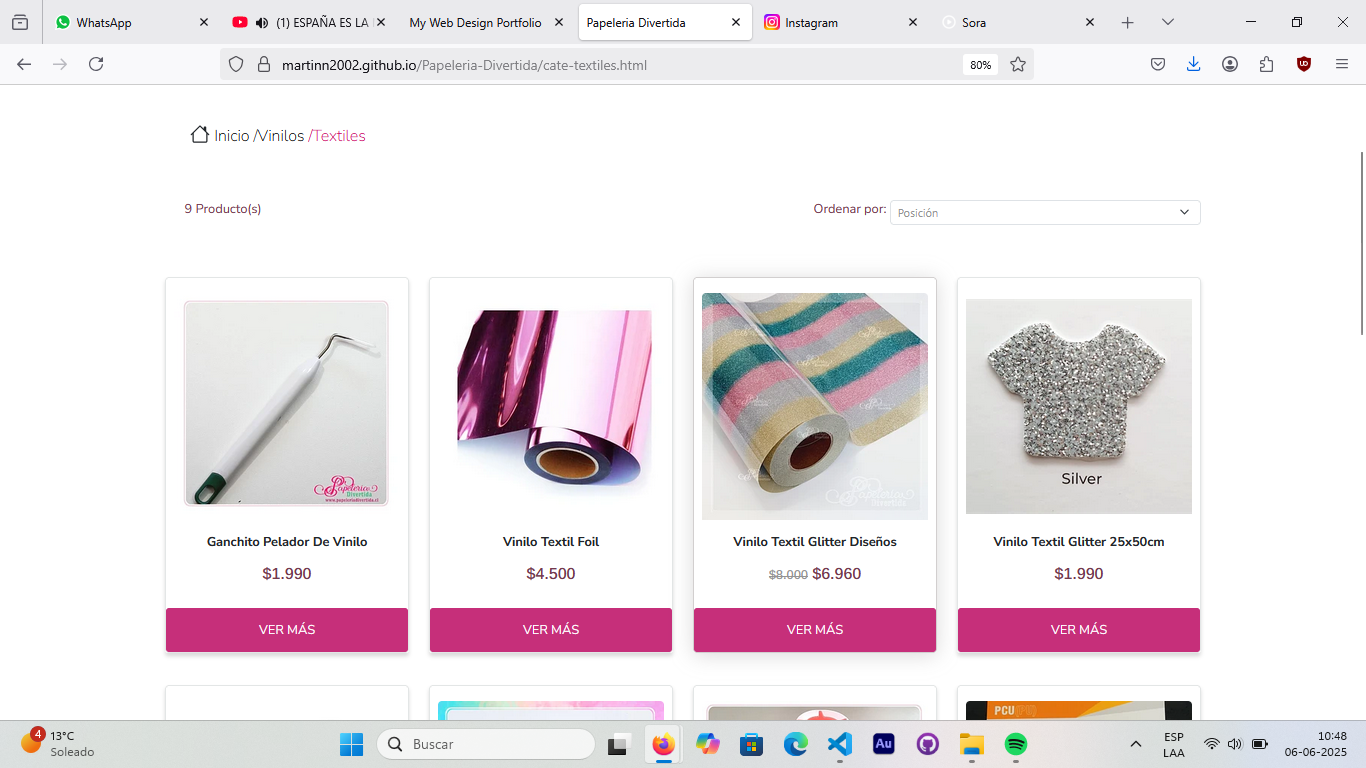 WhatsApp
(1) ESPAÑA ES LA
My Web Design Portfolio
Papeleria Divertida
Instagram
Sora
martinn2002.github.io/Papeleria-Divertida/cate-textiles.html
80%
Inicio /Vinilos /Textiles
9 Producto(s)
Ordenar por:
Posición
Papeleria
Divertida
www.papeleriadivertida.cl
Silver
Ganchito Pelador De Vinilo
Vinilo Textil Foil
Vinilo Textil Glitter Diseños
Vinilo Textil Glitter 25x50cm
$1.990
$4.500
$8.000 $6.960
$1.990
VER MÁS
VER MÁS
VER MÁS
VER MÁS
PCU
4
13°C
Soleado
Buscar
Au
ESP
LAA
10:48
06-06-2025